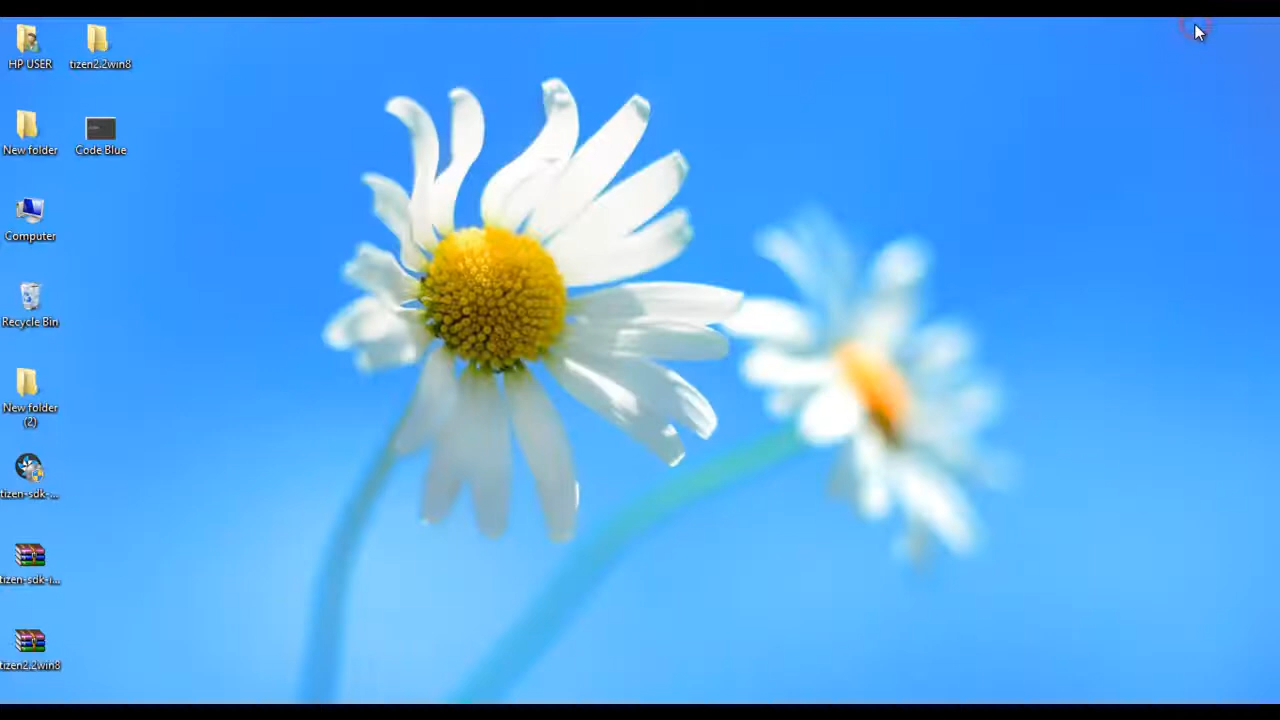 HP USER
tizen2.2win8
New folder
Code Blue
Computer
Recycle Bin
New folder
(2)
tizen-sdk-...
tizen-sdk-i...
tizen2.2win8